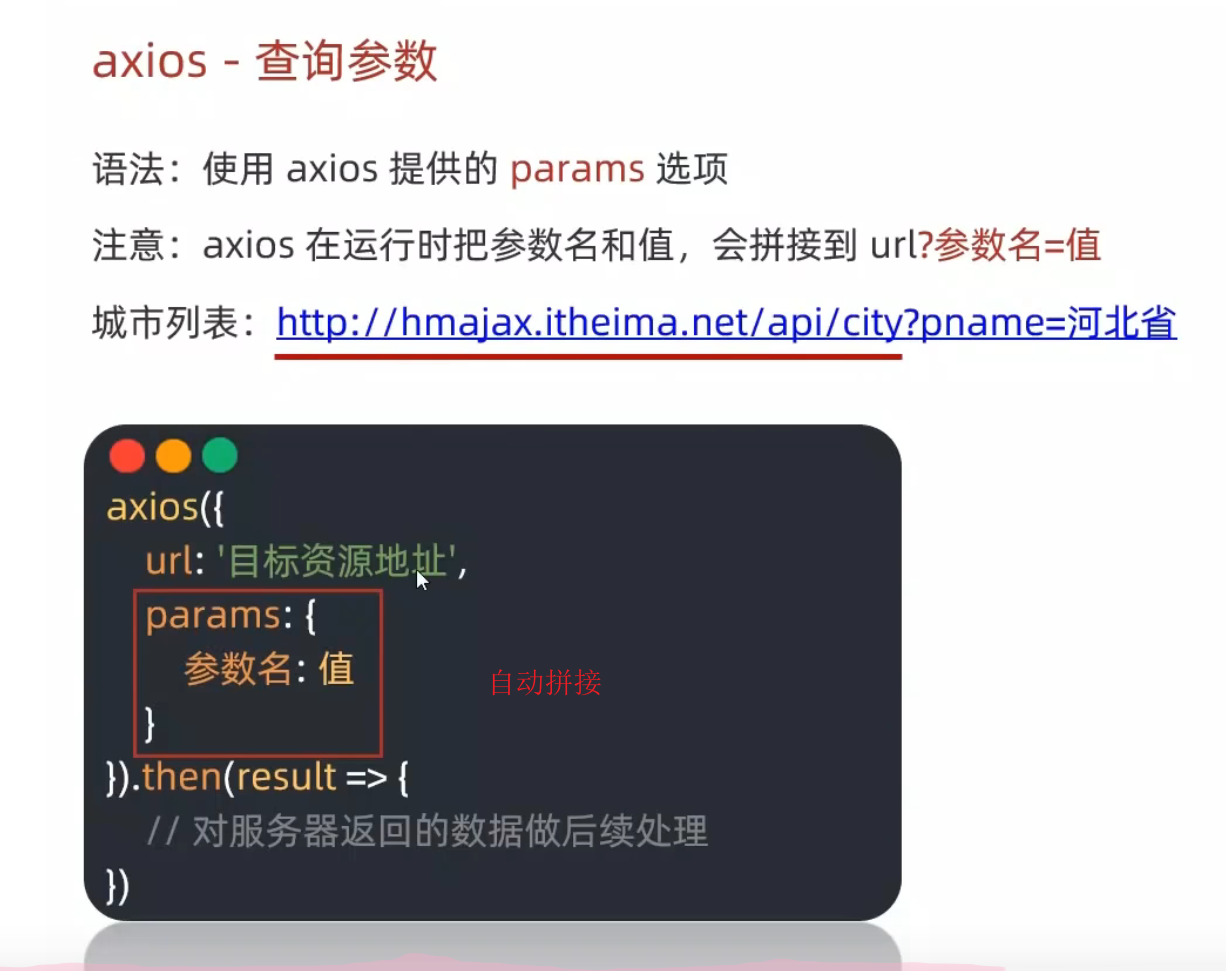 axios - 查询参数
语法：使用 axios 提供的 params 选项
注意：axios 在运行时把参数名和值，会拼接到 url?参数名=值
城市列表：http://hmajax.itheima.net/api/city?pname=河北省
axios({
url: '目标资源地址',
params: {
参数名: 值
自动拼接
}
}).then(result => {
// 对服务器返回的数据做后续处理
})